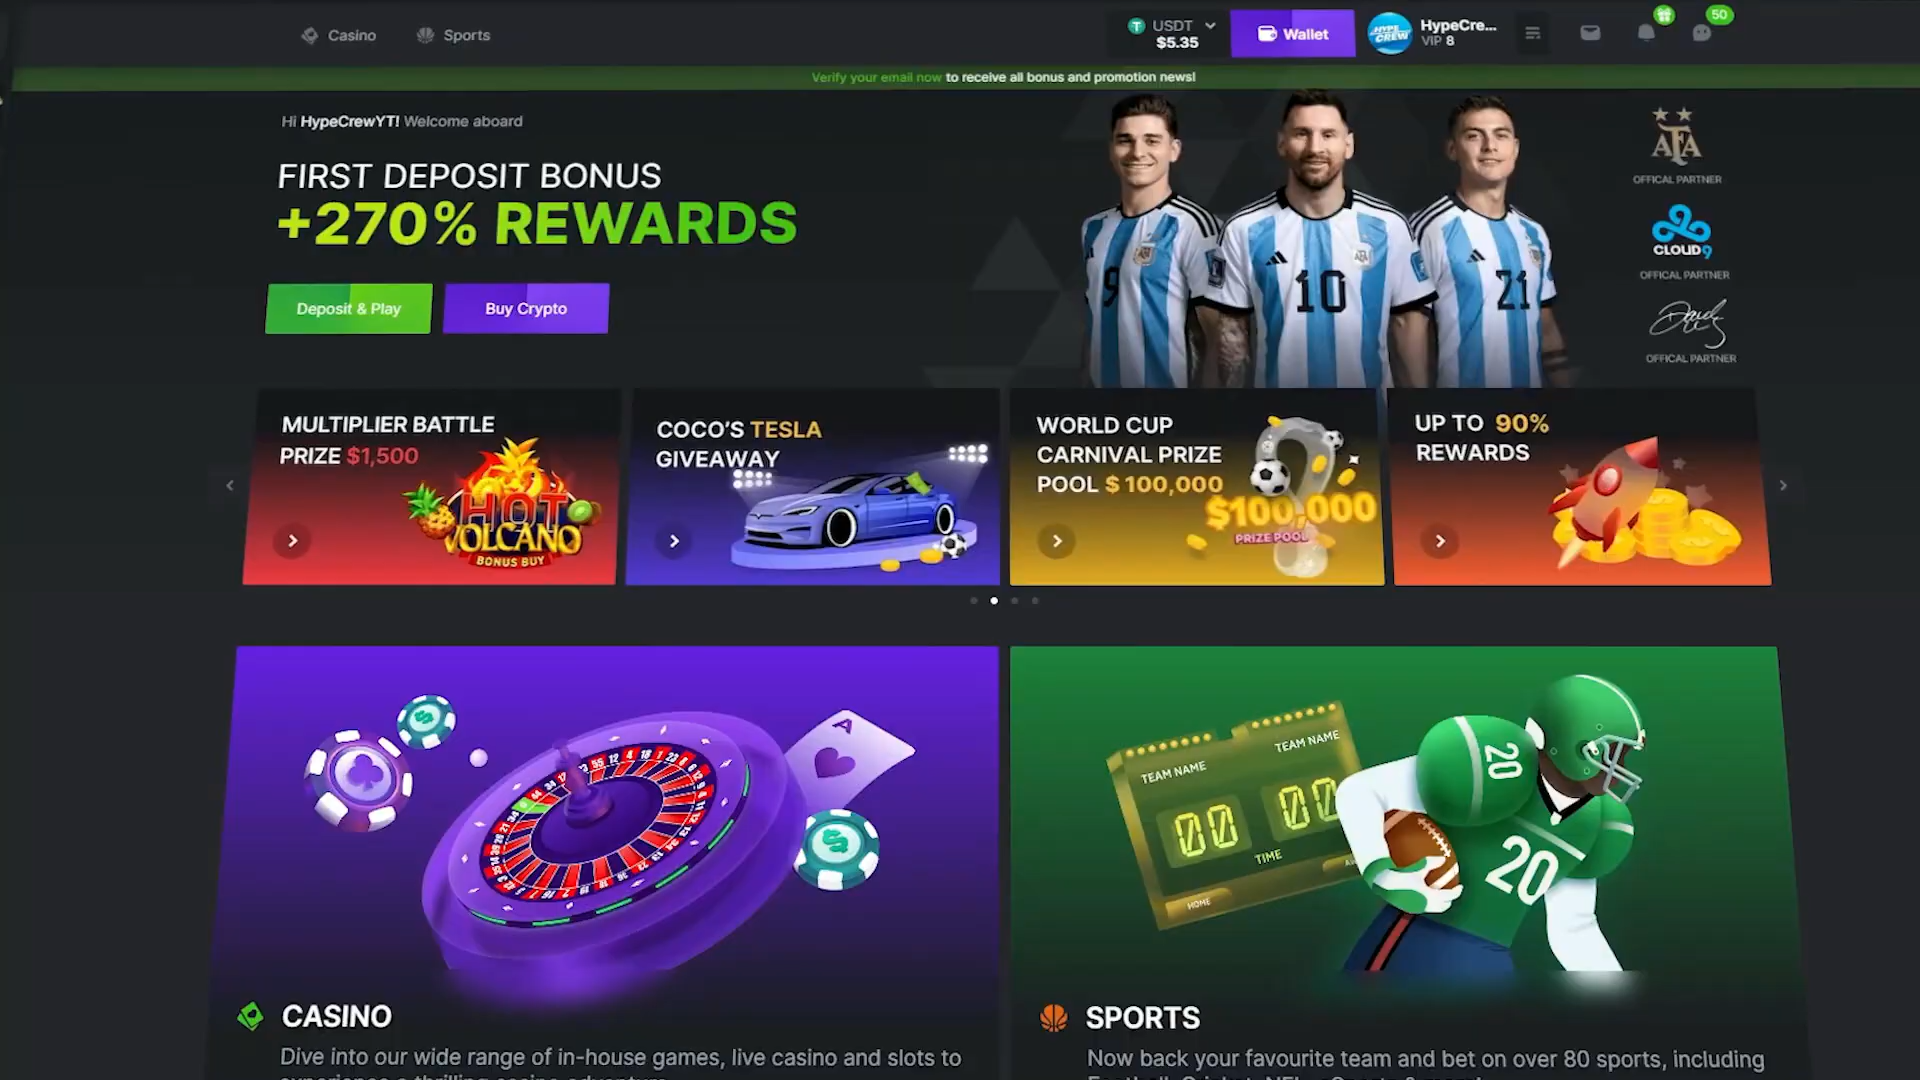 Casino
Sports
USDT
$5.35
Wallet
HYPE CREW
HypeCre...
VIP 8
50
Verify your email now to receive all bonus and promotion news!
Hi HypeCrewYT! Welcome aboard
FIRST DEPOSIT BONUS
+270% REWARDS
Deposit & Play
Buy Crypto
9
10
21
AFA
OFFICAL PARTNER
CLOUD9
OFFICAL PARTNER
OFFICAL PARTNER
MULTIPLIER BATTLE
PRIZE $1,500
HOT
VOLCANO
BONUS BUY
COCO'S TESLA
GIVEAWAY
WORLD CUP
CARNIVAL PRIZE
POOL $ 100,000
$100,000
PRIZE POOL
UP TO 90%
REWARDS
A
TEAM NAME
TEAM NAME
00 00
TIME
HOME
20
20
CASINO
Dive into our wide range of in-house games, live casino and slots to
SPORTS
Now back your favourite team and bet on over 80 sports, including